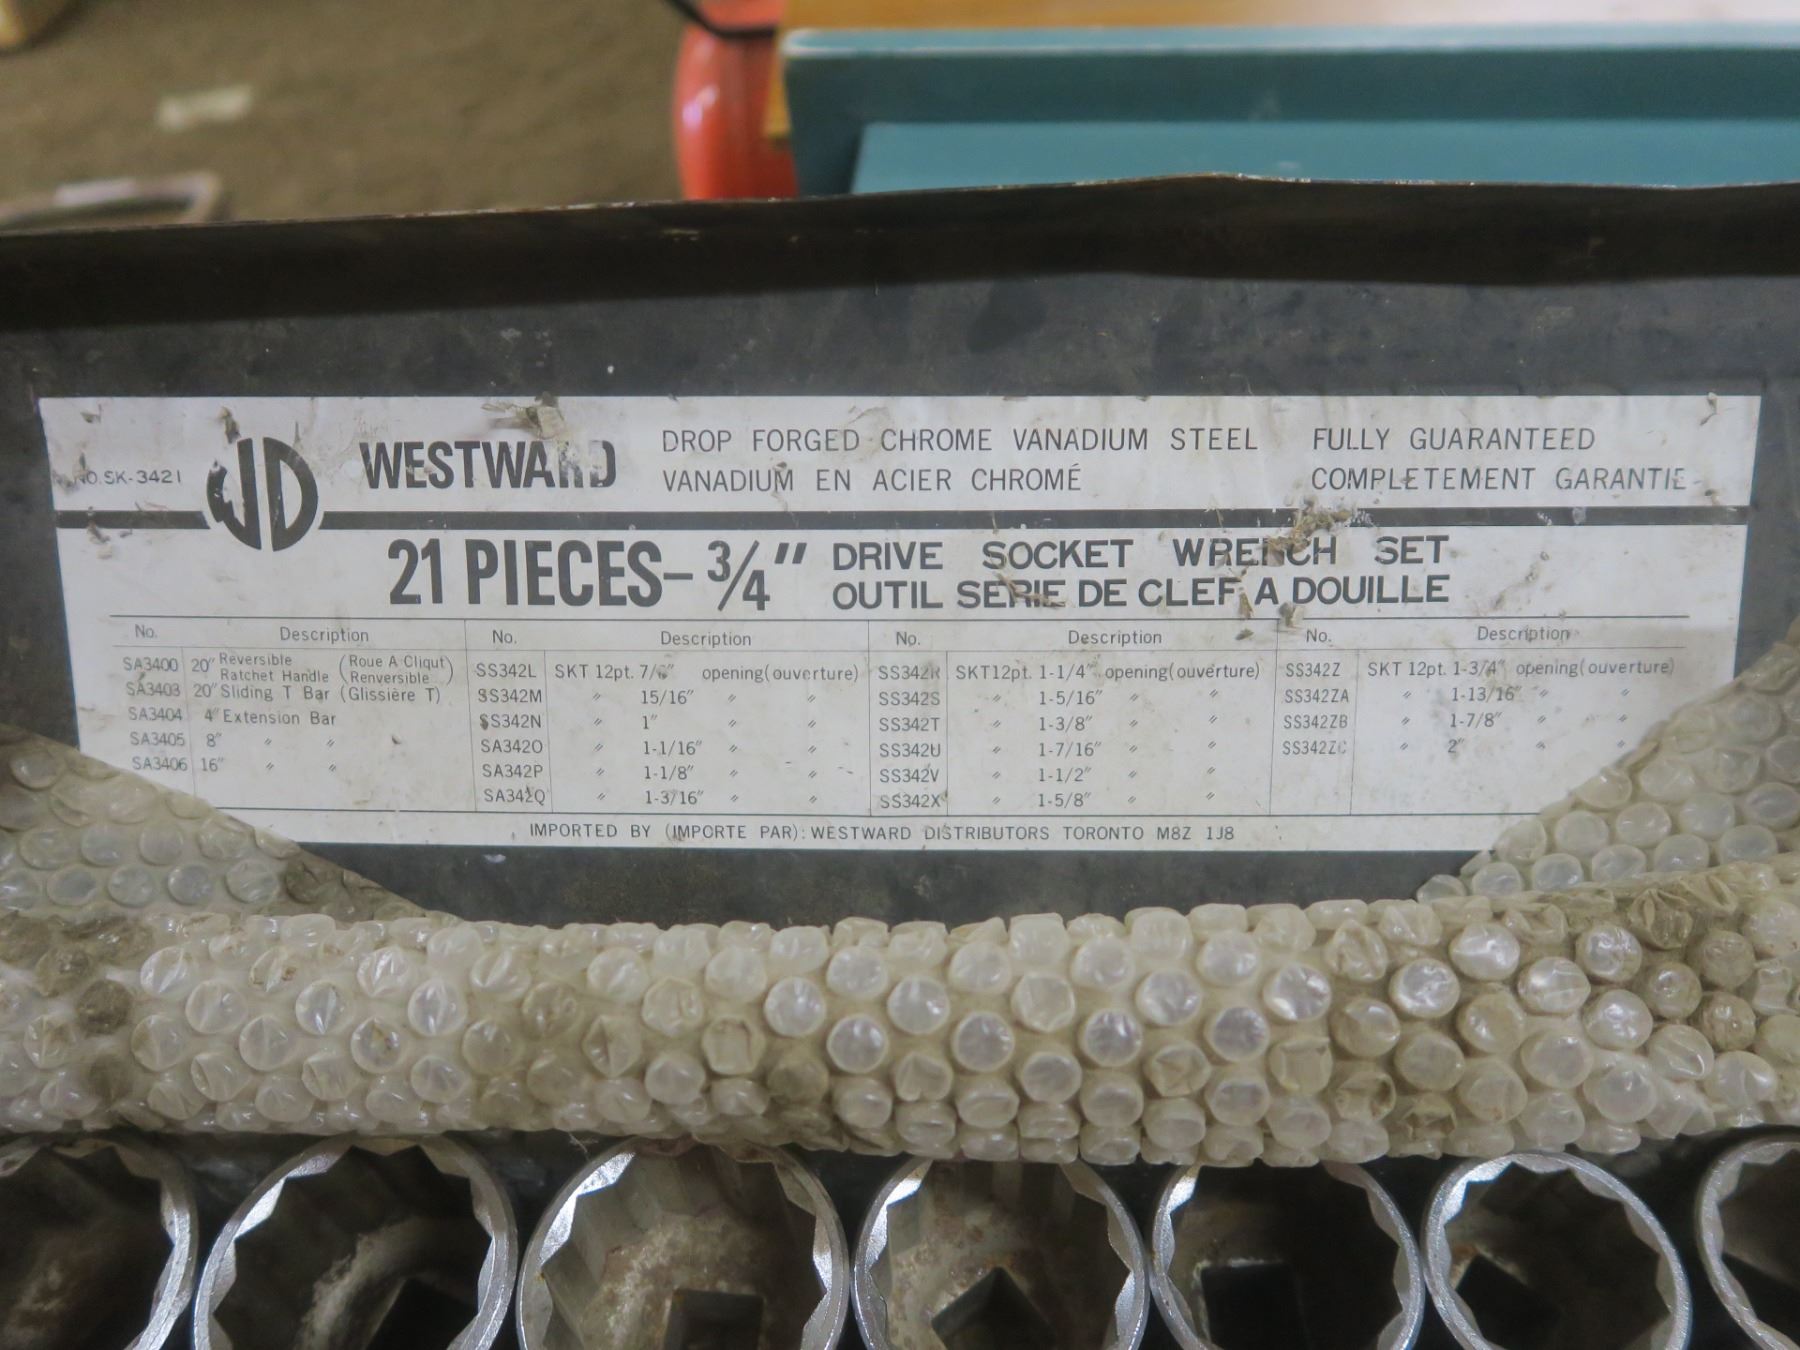 NO. SK-3421
WD
WESTWARD
DROP FORGED CHROME VANADIUM STEEL
VANADIUM EN ACIER CHROMÉ
FULLY GUARANTEED
COMPLETEMENT GARANTIE
21 PIECES- 3/4" DRIVE SOCKET WRENCH SET
OUTIL SERIE DE CLEF A DOUILLE
No. Description
SA3400 20" Reversible Ratchet Handle (Roue A Cliqut Renversible)
SA3403 20" Sliding T Bar (Glissière T)
SA3404 4" Extension Bar
SA3405 8" " "
SA3406 16" " "
No. Description
SS342L SKT 12pt. 7/8" opening(ouverture)
SS342M " 15/16" " "
SS342N " 1" " "
SA342O " 1-1/16" " "
SA342P " 1-1/8" " "
SA342Q " 1-3/16" " "
No. Description
SS342R SKT12pt. 1-1/4" opening(ouverture)
SS342S " 1-5/16" " "
SS342T " 1-3/8" " "
SS342U " 1-7/16" " "
SS342V " 1-1/2" " "
SS342X " 1-5/8" " "
No. Description
SS342Z SKT 12pt. 1-3/4" opening(ouverture)
SS342ZA " 1-13/16" " "
SS342ZB " 1-7/8" " "
SS342ZC " 2" " "
IMPORTED BY (IMPORTE PAR): WESTWARD DISTRIBUTORS TORONTO M8Z 1J8